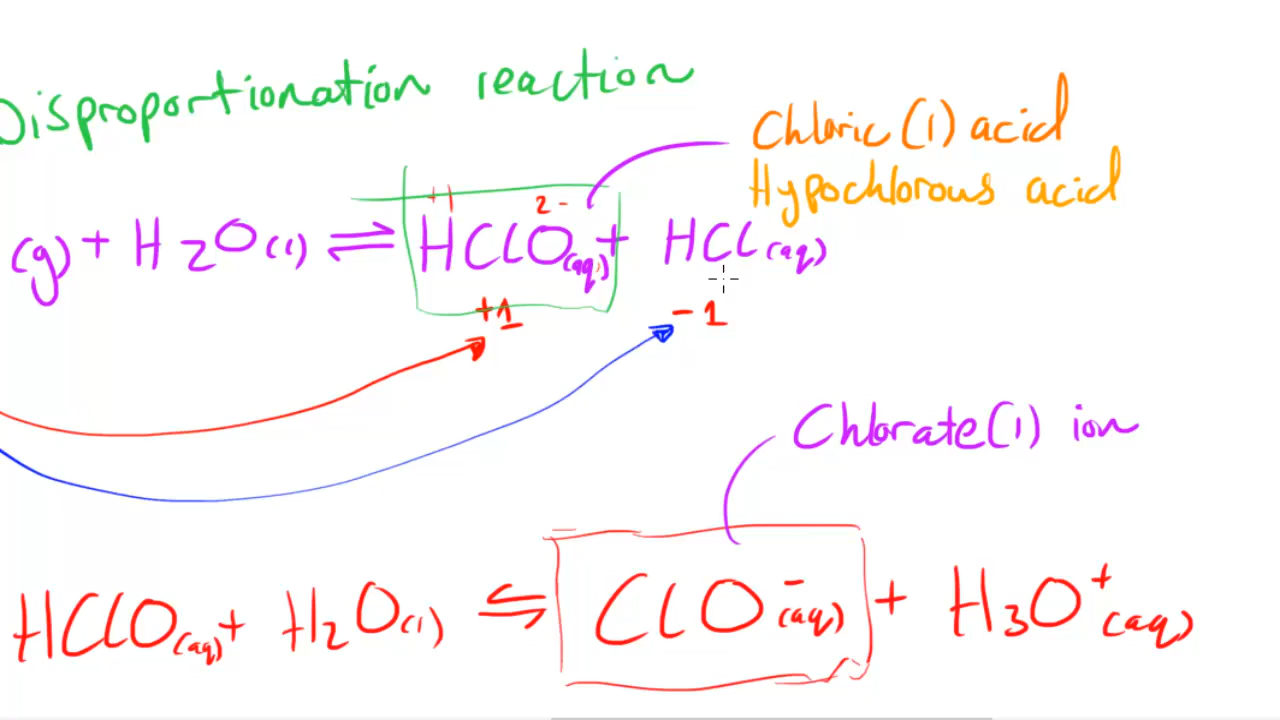 Disproportionation reaction
Chloric (1) acid
Hypochlorous acid
+1 2-
(g) + H2O(l) ⇌ HClO(aq) + HCl(aq)
+1 -1
Chlorate(1) ion
HClO(aq) + H2O(l) ⇌ ClO⁻(aq) + H3O⁺(aq)